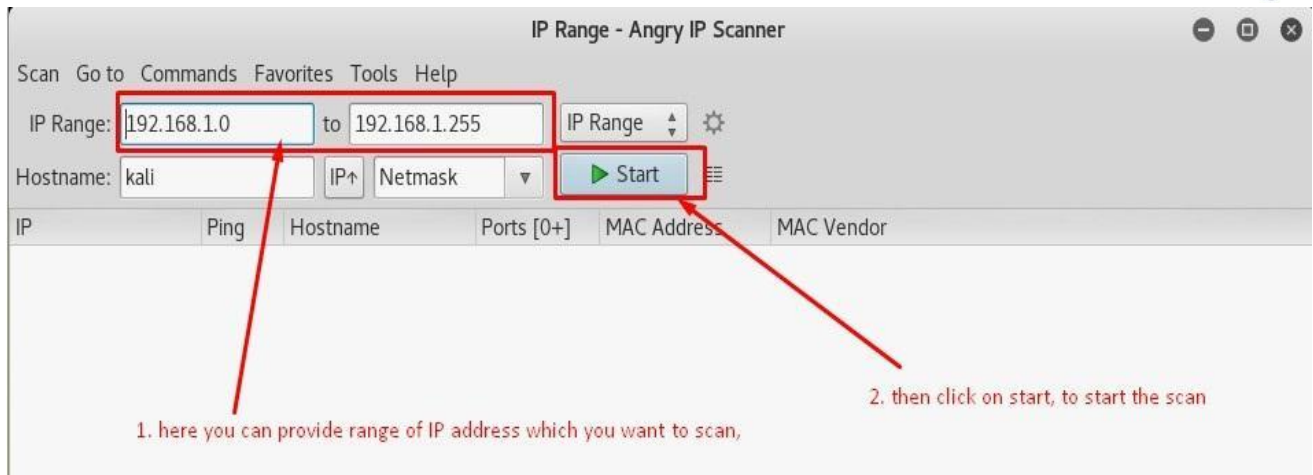 IP Range - Angry IP Scanner
Scan Go to Commands Favorites Tools Help
IP Range: 192.168.1.0 to 192.168.1.255 IP Range
Hostname: kali IP↑ Netmask Start
IP Ping Hostname Ports [0+] MAC Address MAC Vendor
2. then click on start, to start the scan
1. here you can provide range of IP address which you want to scan,